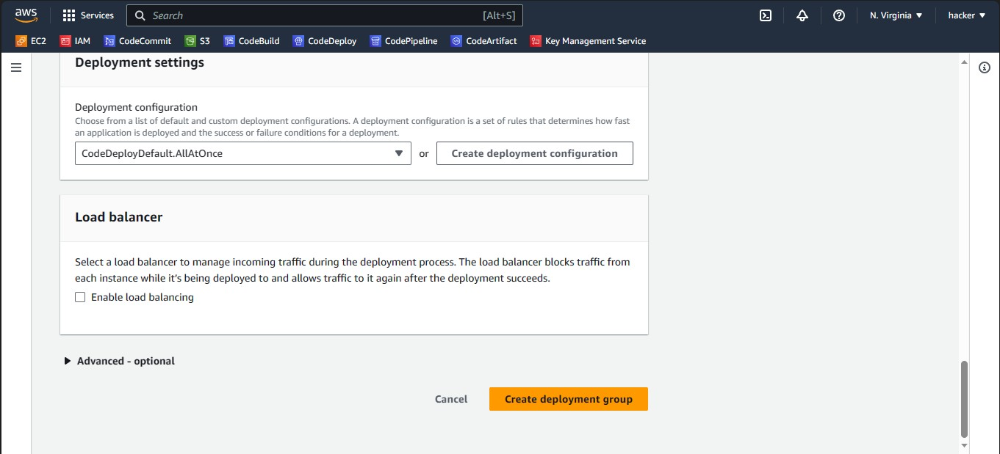 aws
Services
Search [Alt+S]
N. Virginia
hacker
EC2 IAM CodeCommit S3 CodeBuild CodeDeploy CodePipeline CodeArtifact Key Management Service
Deployment settings
Deployment configuration
Choose from a list of default and custom deployment configurations. A deployment configuration is a set of rules that determines how fast
an application is deployed and the success or failure conditions for a deployment.
CodeDeployDefault.AllAtOnce or Create deployment configuration
Load balancer
Select a load balancer to manage incoming traffic during the deployment process. The load balancer blocks traffic from
each instance while it's being deployed to and allows traffic to it again after the deployment succeeds.
Enable load balancing
Advanced - optional
Cancel Create deployment group